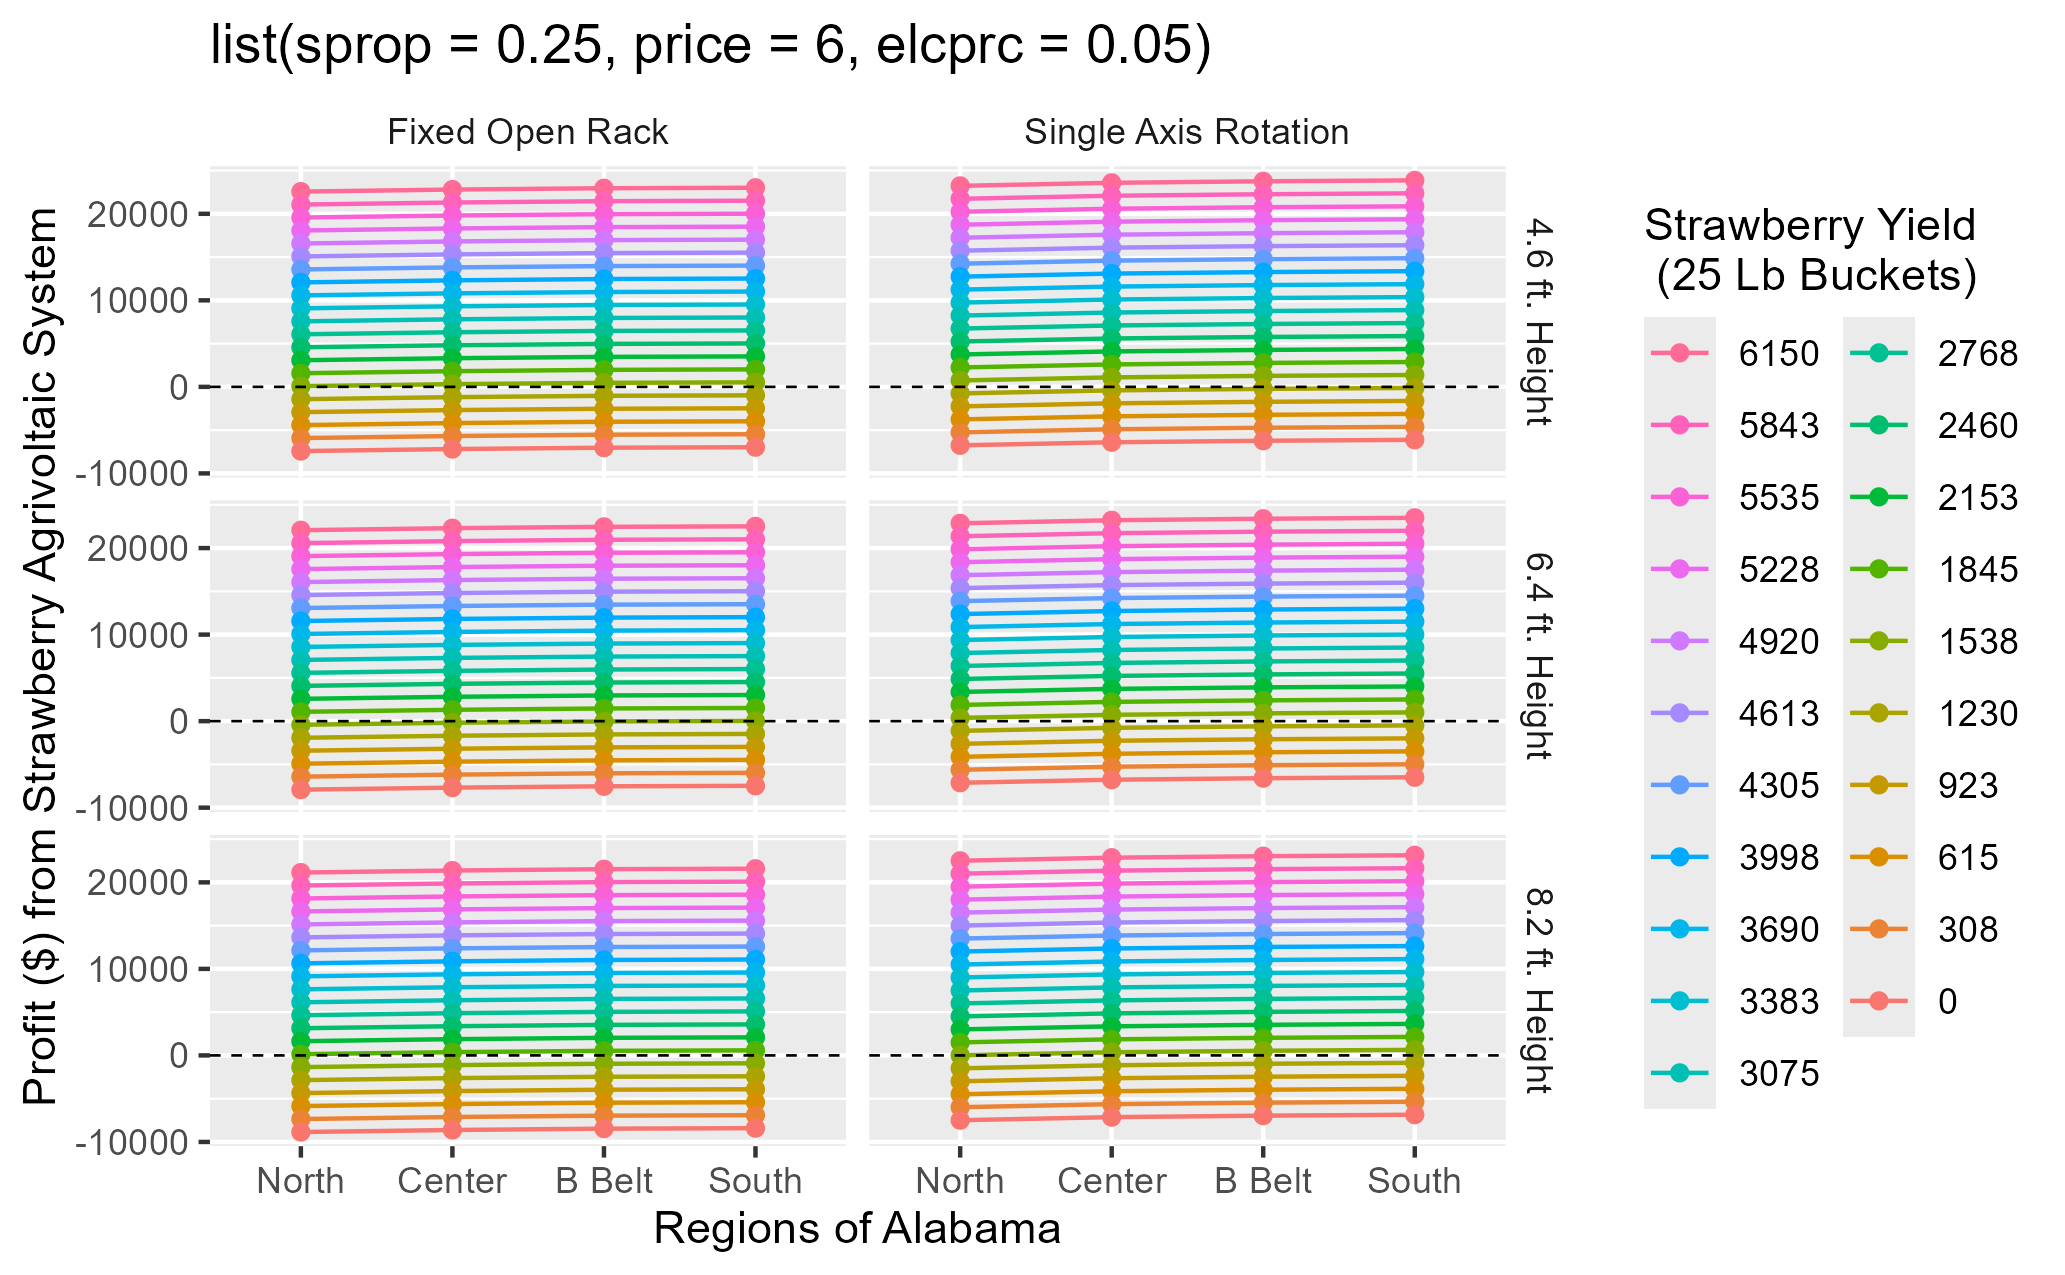 list(sprop = 0.25, price = 6, elcprc = 0.05)
Fixed Open Rack
Single Axis Rotation
Profit ($) from Strawberry Agrivoltaic System
20000
10000
0
-10000
4.6 ft. Height
20000
10000
0
-10000
6.4 ft. Height
20000
10000
0
-10000
8.2 ft. Height
North Center B Belt South
North Center B Belt South
Regions of Alabama
Strawberry Yield
(25 Lb Buckets)
6150
5843
5535
5228
4920
4613
4305
3998
3690
3383
3075
2768
2460
2153
1845
1538
1230
923
615
308
0